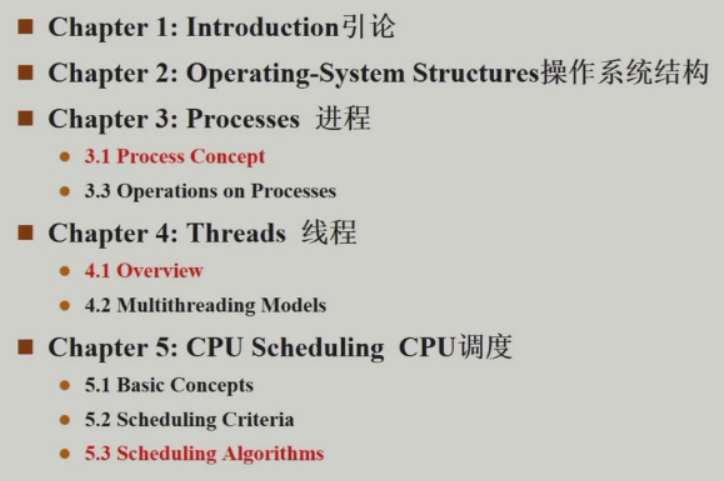 Chapter 1: Introduction引论
Chapter 2: Operating-System Structures操作系统结构
Chapter 3: Processes 进程
3.1 Process Concept
3.3 Operations on Processes
Chapter 4: Threads 线程
4.1 Overview
4.2 Multithreading Models
Chapter 5: CPU Scheduling CPU调度
5.1 Basic Concepts
5.2 Scheduling Criteria
5.3 Scheduling Algorithms